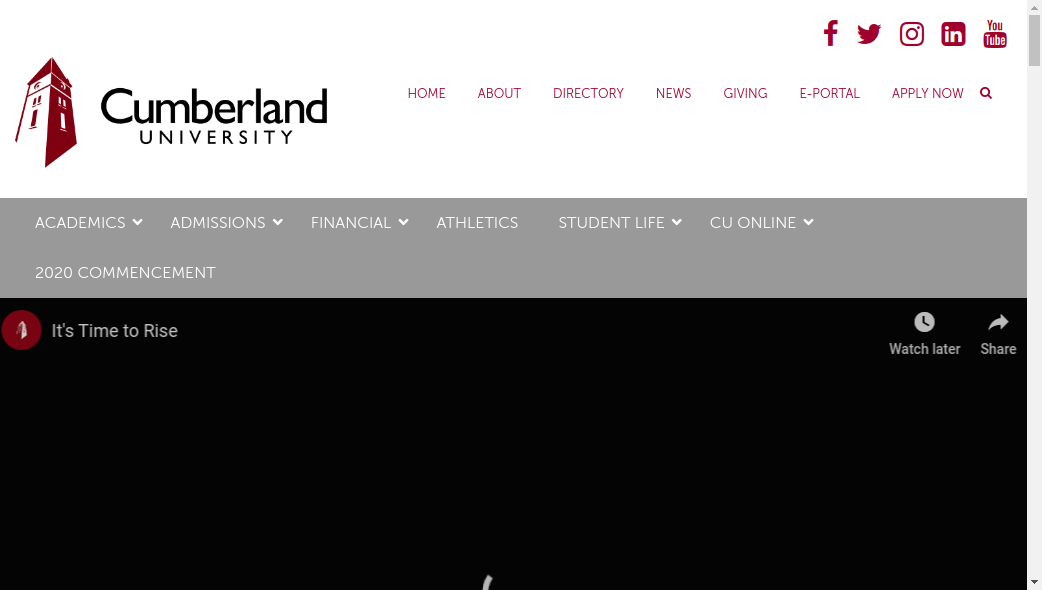 You
Tube
Cumberland
UNIVERSITY
HOME ABOUT DIRECTORY NEWS GIVING E-PORTAL APPLY NOW
ACADEMICS ADMISSIONS FINANCIAL ATHLETICS STUDENT LIFE CU ONLINE
2020 COMMENCEMENT
It's Time to Rise
Watch later Share